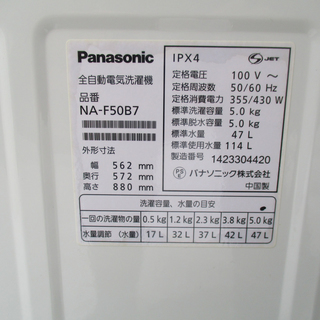 Panasonic
全自動電気洗濯機
品番
NA-F50B7
外形寸法
幅 562 mm
奥行 572 mm
高さ 880 mm
IPX4 JET
定格電圧 100 V ～
定格周波数 50/60 Hz
定格消費電力 355/430 W
標準洗濯容量 5.0 kg
標準脱水容量 5.0 kg
標準水量 47 L
標準使用水量 114 L
製造番号 1423304420
PS E パナソニック株式会社
中国製
洗濯容量、水量の目安
一回の洗濯物の量 0.5 kg 1.2 kg 2.3 kg 3.8 kg 5.0 kg
水量調節 (水量) 17 L 32 L 37 L 42 L 47 L